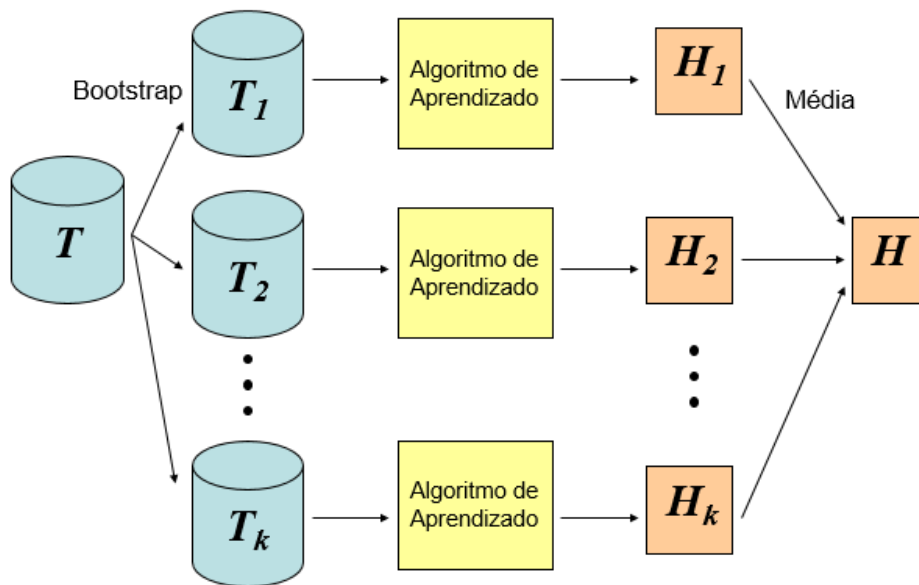 Bootstrap
T
T₁
Algoritmo de
Aprendizado
H₁
Média
T₂
Algoritmo de
Aprendizado
H₂
H
Tₖ
Algoritmo de
Aprendizado
Hₖ